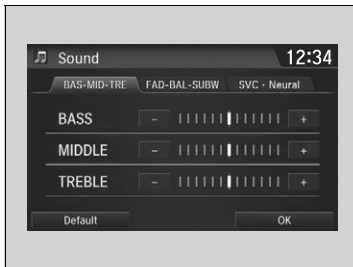 Sound 12:34
BAS-MID-TRE FAD-BAL-SUBW SVC・Neural
BASS - +
MIDDLE - +
TREBLE - +
Default OK